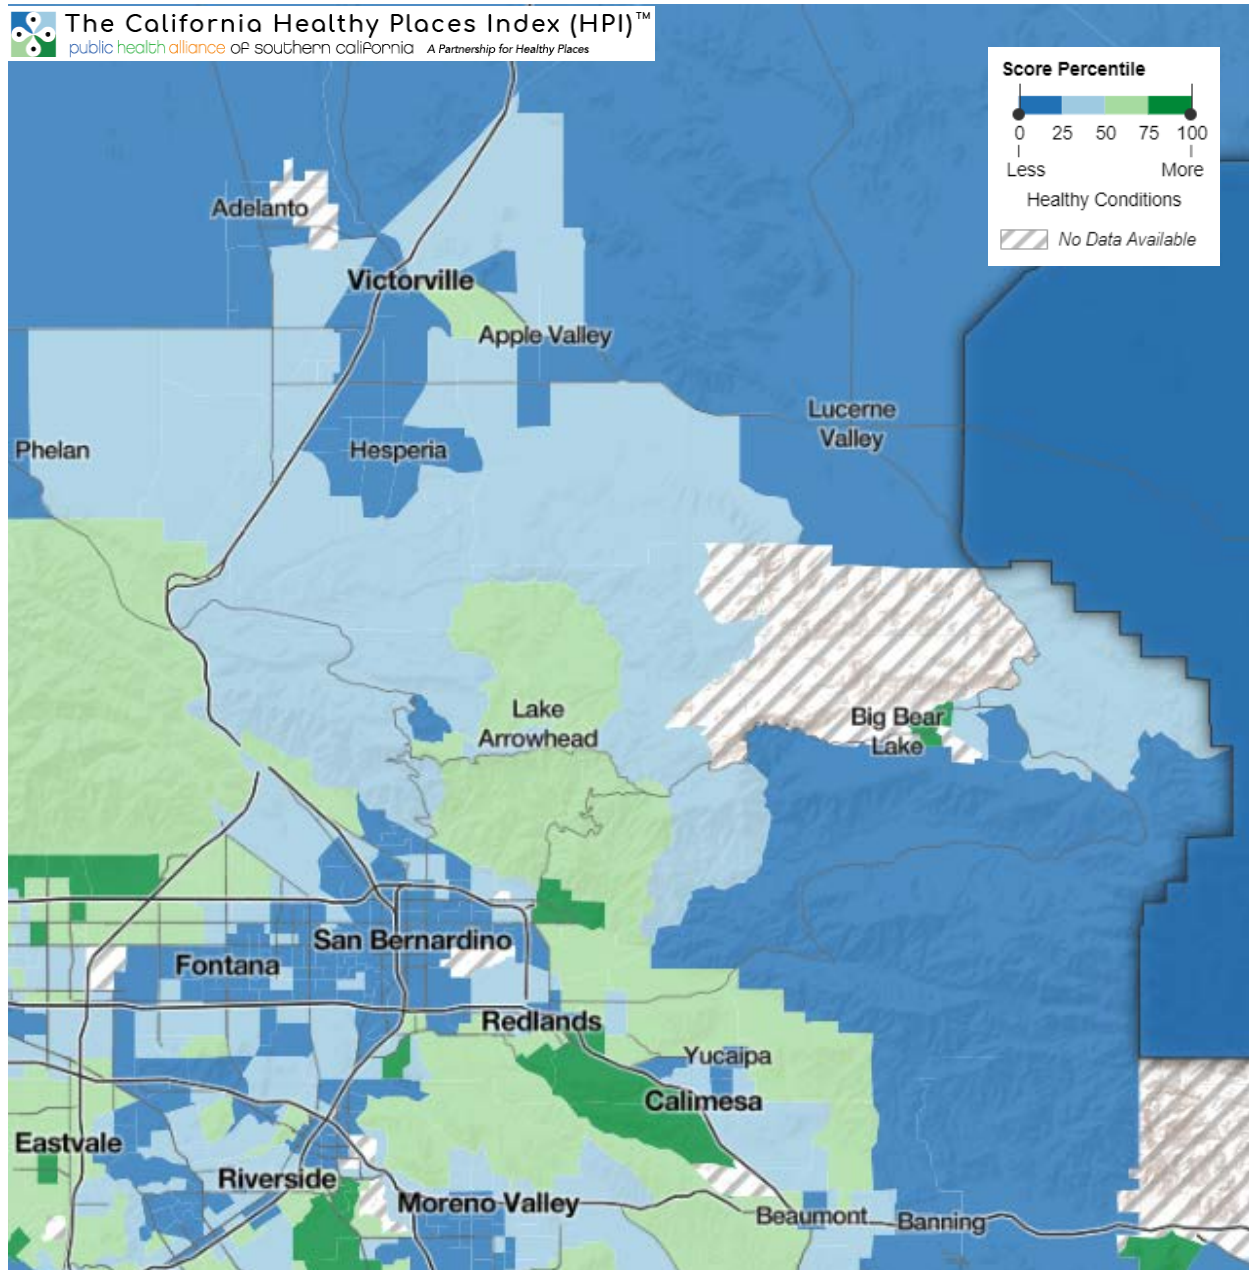 The California Healthy Places Index (HPI)™
public health alliance of southern california A Partnership for Healthy Places
Score Percentile
0 25 50 75 100
Less More
Healthy Conditions
No Data Available
Adelanto
Victorville
Apple Valley
Lucerne
Valley
Phelan
Hesperia
Lake
Arrowhead
Big Bear
Lake
San Bernardino
Fontana
Redlands
Yucaipa
Calimesa
Eastvale
Riverside
Moreno Valley
Beaumont
Banning